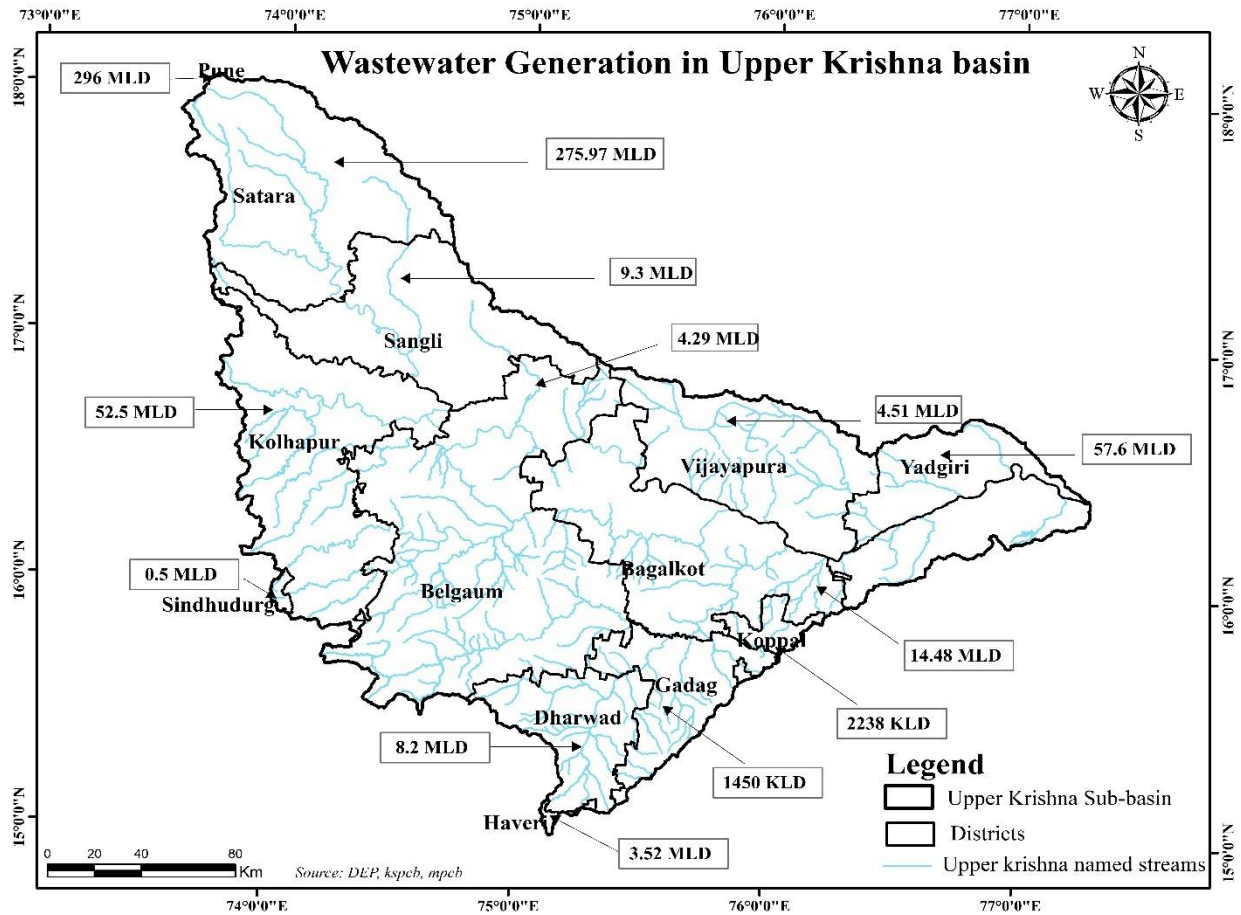 73°0'0"E 74°0'0"E 75°0'0"E 76°0'0"E 77°0'0"E
Wastewater Generation in Upper Krishna basin
N
W E
S
18°0'0"N
18°0'0"N
296 MLD
Pune
275.97 MLD
Satara
9.3 MLD
17°0'0"N
17°0'0"N
Sangli
4.29 MLD
52.5 MLD
Kolhapur
4.51 MLD
57.6 MLD
Vijayapura
Yadgiri
16°0'0"N
16°0'0"N
0.5 MLD
Sindhudurg
Belgaum
Bagalkot
Koppal
14.48 MLD
Gadag
Dharwad
2238 KLD
8.2 MLD
1450 KLD
Legend
Upper Krishna Sub-basin
Districts
Upper krishna named streams
15°0'0"N
15°0'0"N
Haveri
3.52 MLD
0 20 40 80
Km
Source: DEP, kspcb, mpcb
74°0'0"E 75°0'0"E 76°0'0"E 77°0'0"E